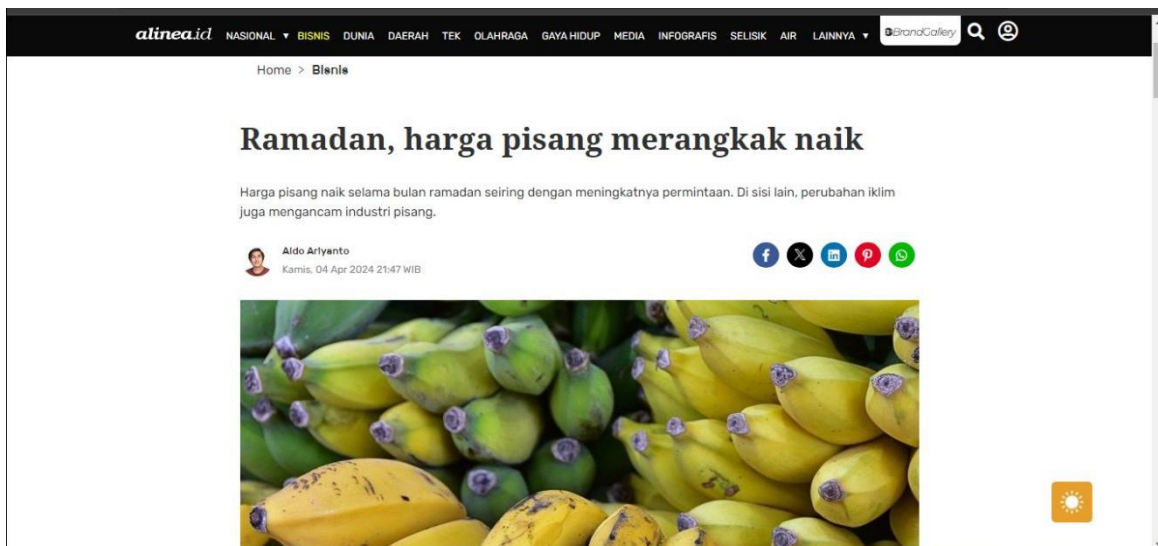 alinea.id NASIONAL ▼ BISNIS DUNIA DAERAH TEK OLAHRAGA GAYA HIDUP MEDIA INFOGRAFIS SELISIK AIR LAINNYA ▼ BrandGallery
Home > Bisnis
Ramadan, harga pisang merangkak naik
Harga pisang naik selama bulan ramadan seiring dengan meningkatnya permintaan. Di sisi lain, perubahan iklim
juga mengancam industri pisang.
Aldo Ariyanto
Kamis, 04 Apr 2024 21:47 WIB